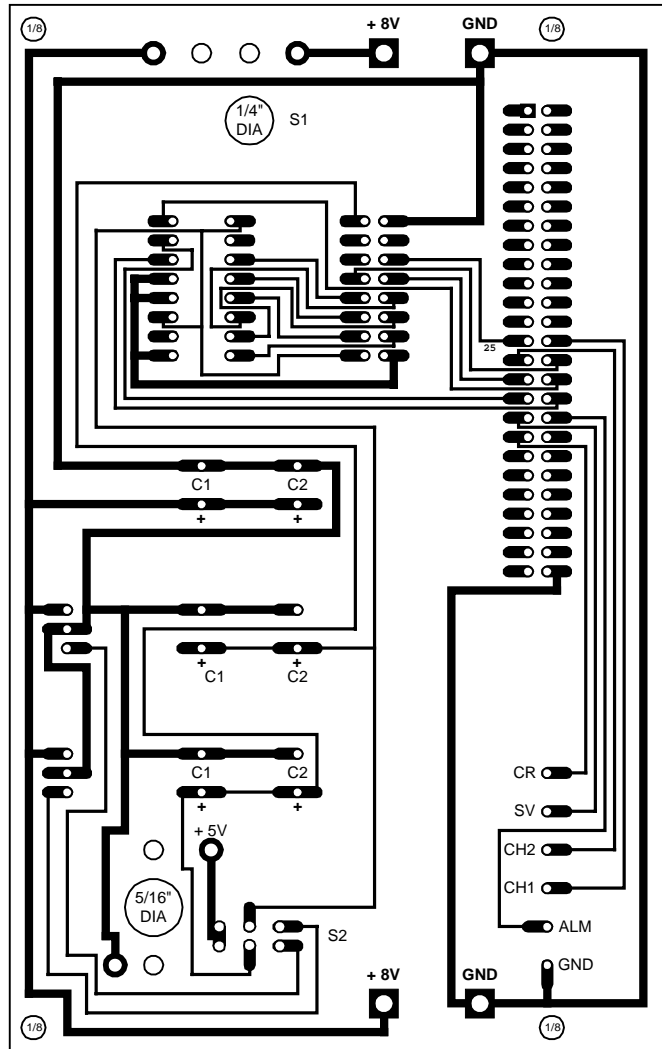 + 8V
GND
1/8
1/8
1/4"
DIA
S1
25
C1
C2
+
+
+
+
C1
C2
C1
C2
CR
+
+
SV
+ 5V
CH2
5/16"
DIA
CH1
ALM
S2
GND
+ 8V
GND
1/8
1/8